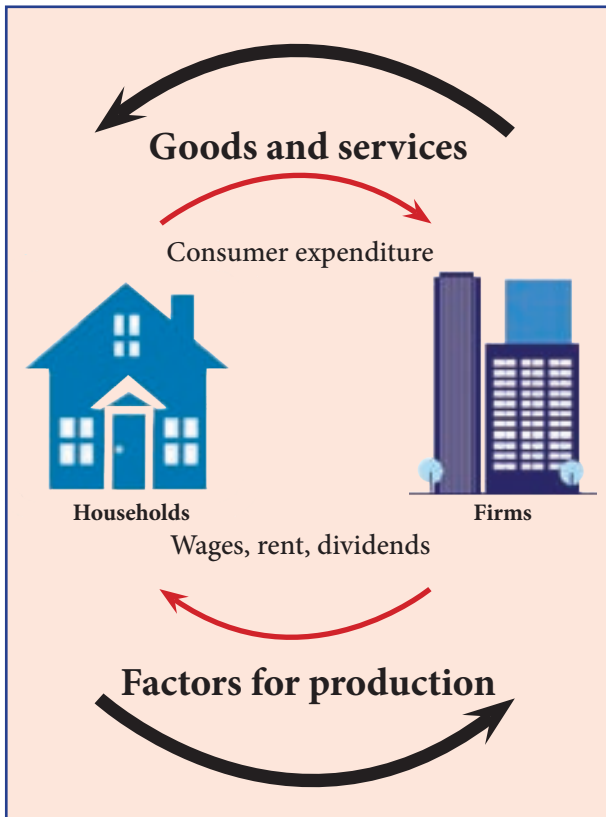 Goods and services
Consumer expenditure
Households
Firms
Wages, rent, dividends
Factors for production